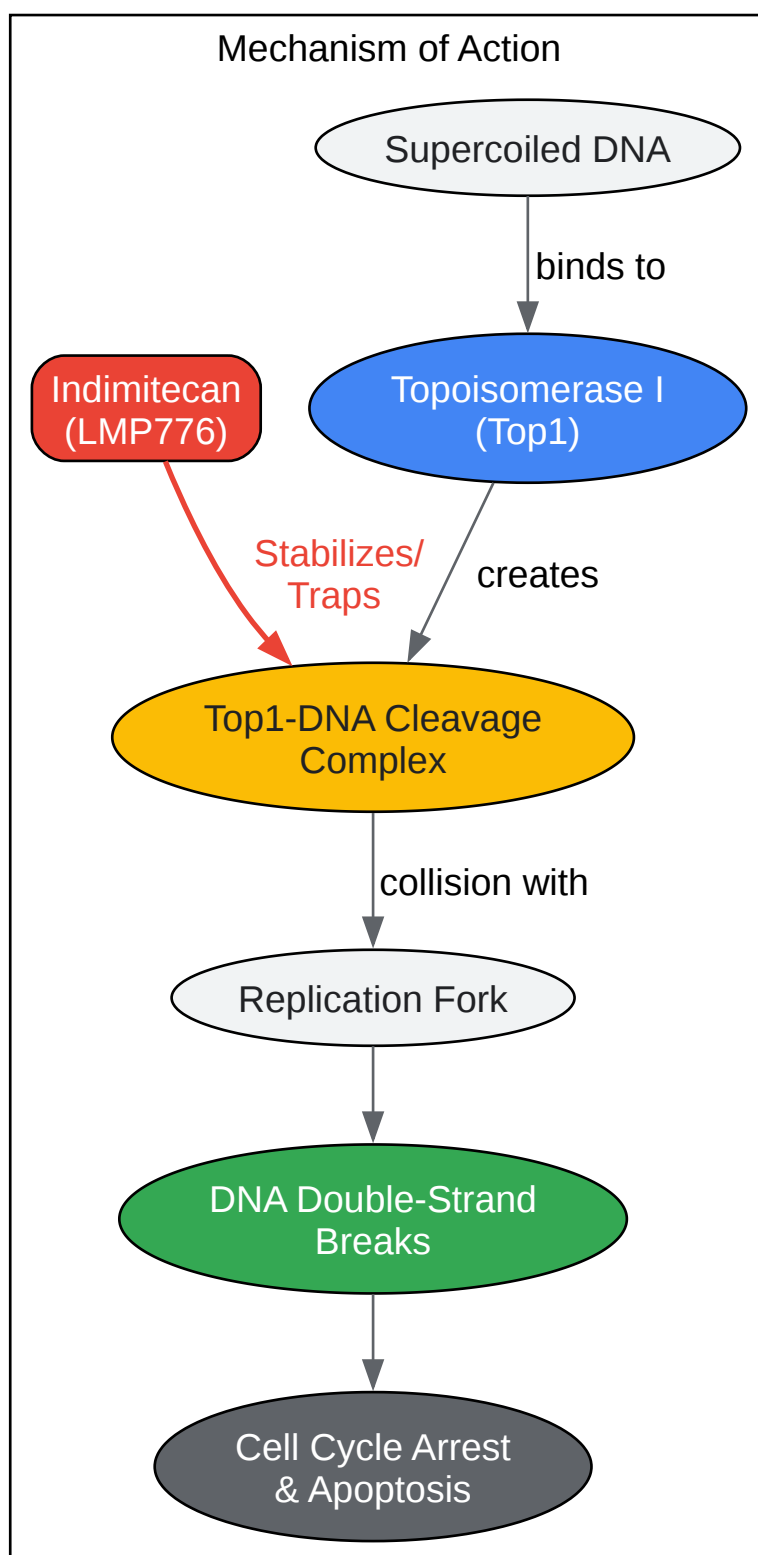 Mechanism of Action
Supercoiled DNA
binds to
Indimitecan
(LMP776)
Topoisomerase I
(Top1)
Stabilizes/
Traps
creates
Top1-DNA Cleavage
Complex
collision with
Replication Fork
DNA Double-Strand
Breaks
Cell Cycle Arrest
& Apoptosis